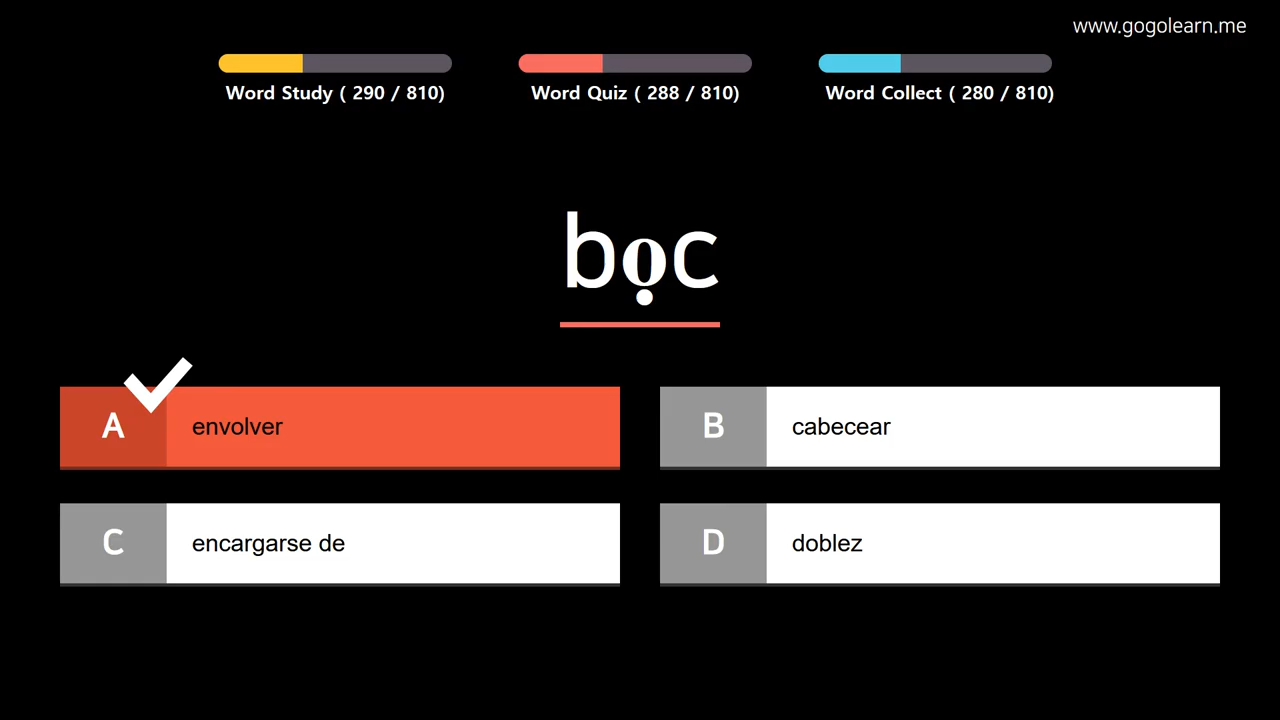 www.gogolearn.me
Word Study ( 290 / 810)
Word Quiz ( 288 / 810)
Word Collect ( 280 / 810)
bọc
A envolver
B cabecear
C encargarse de
D doblez